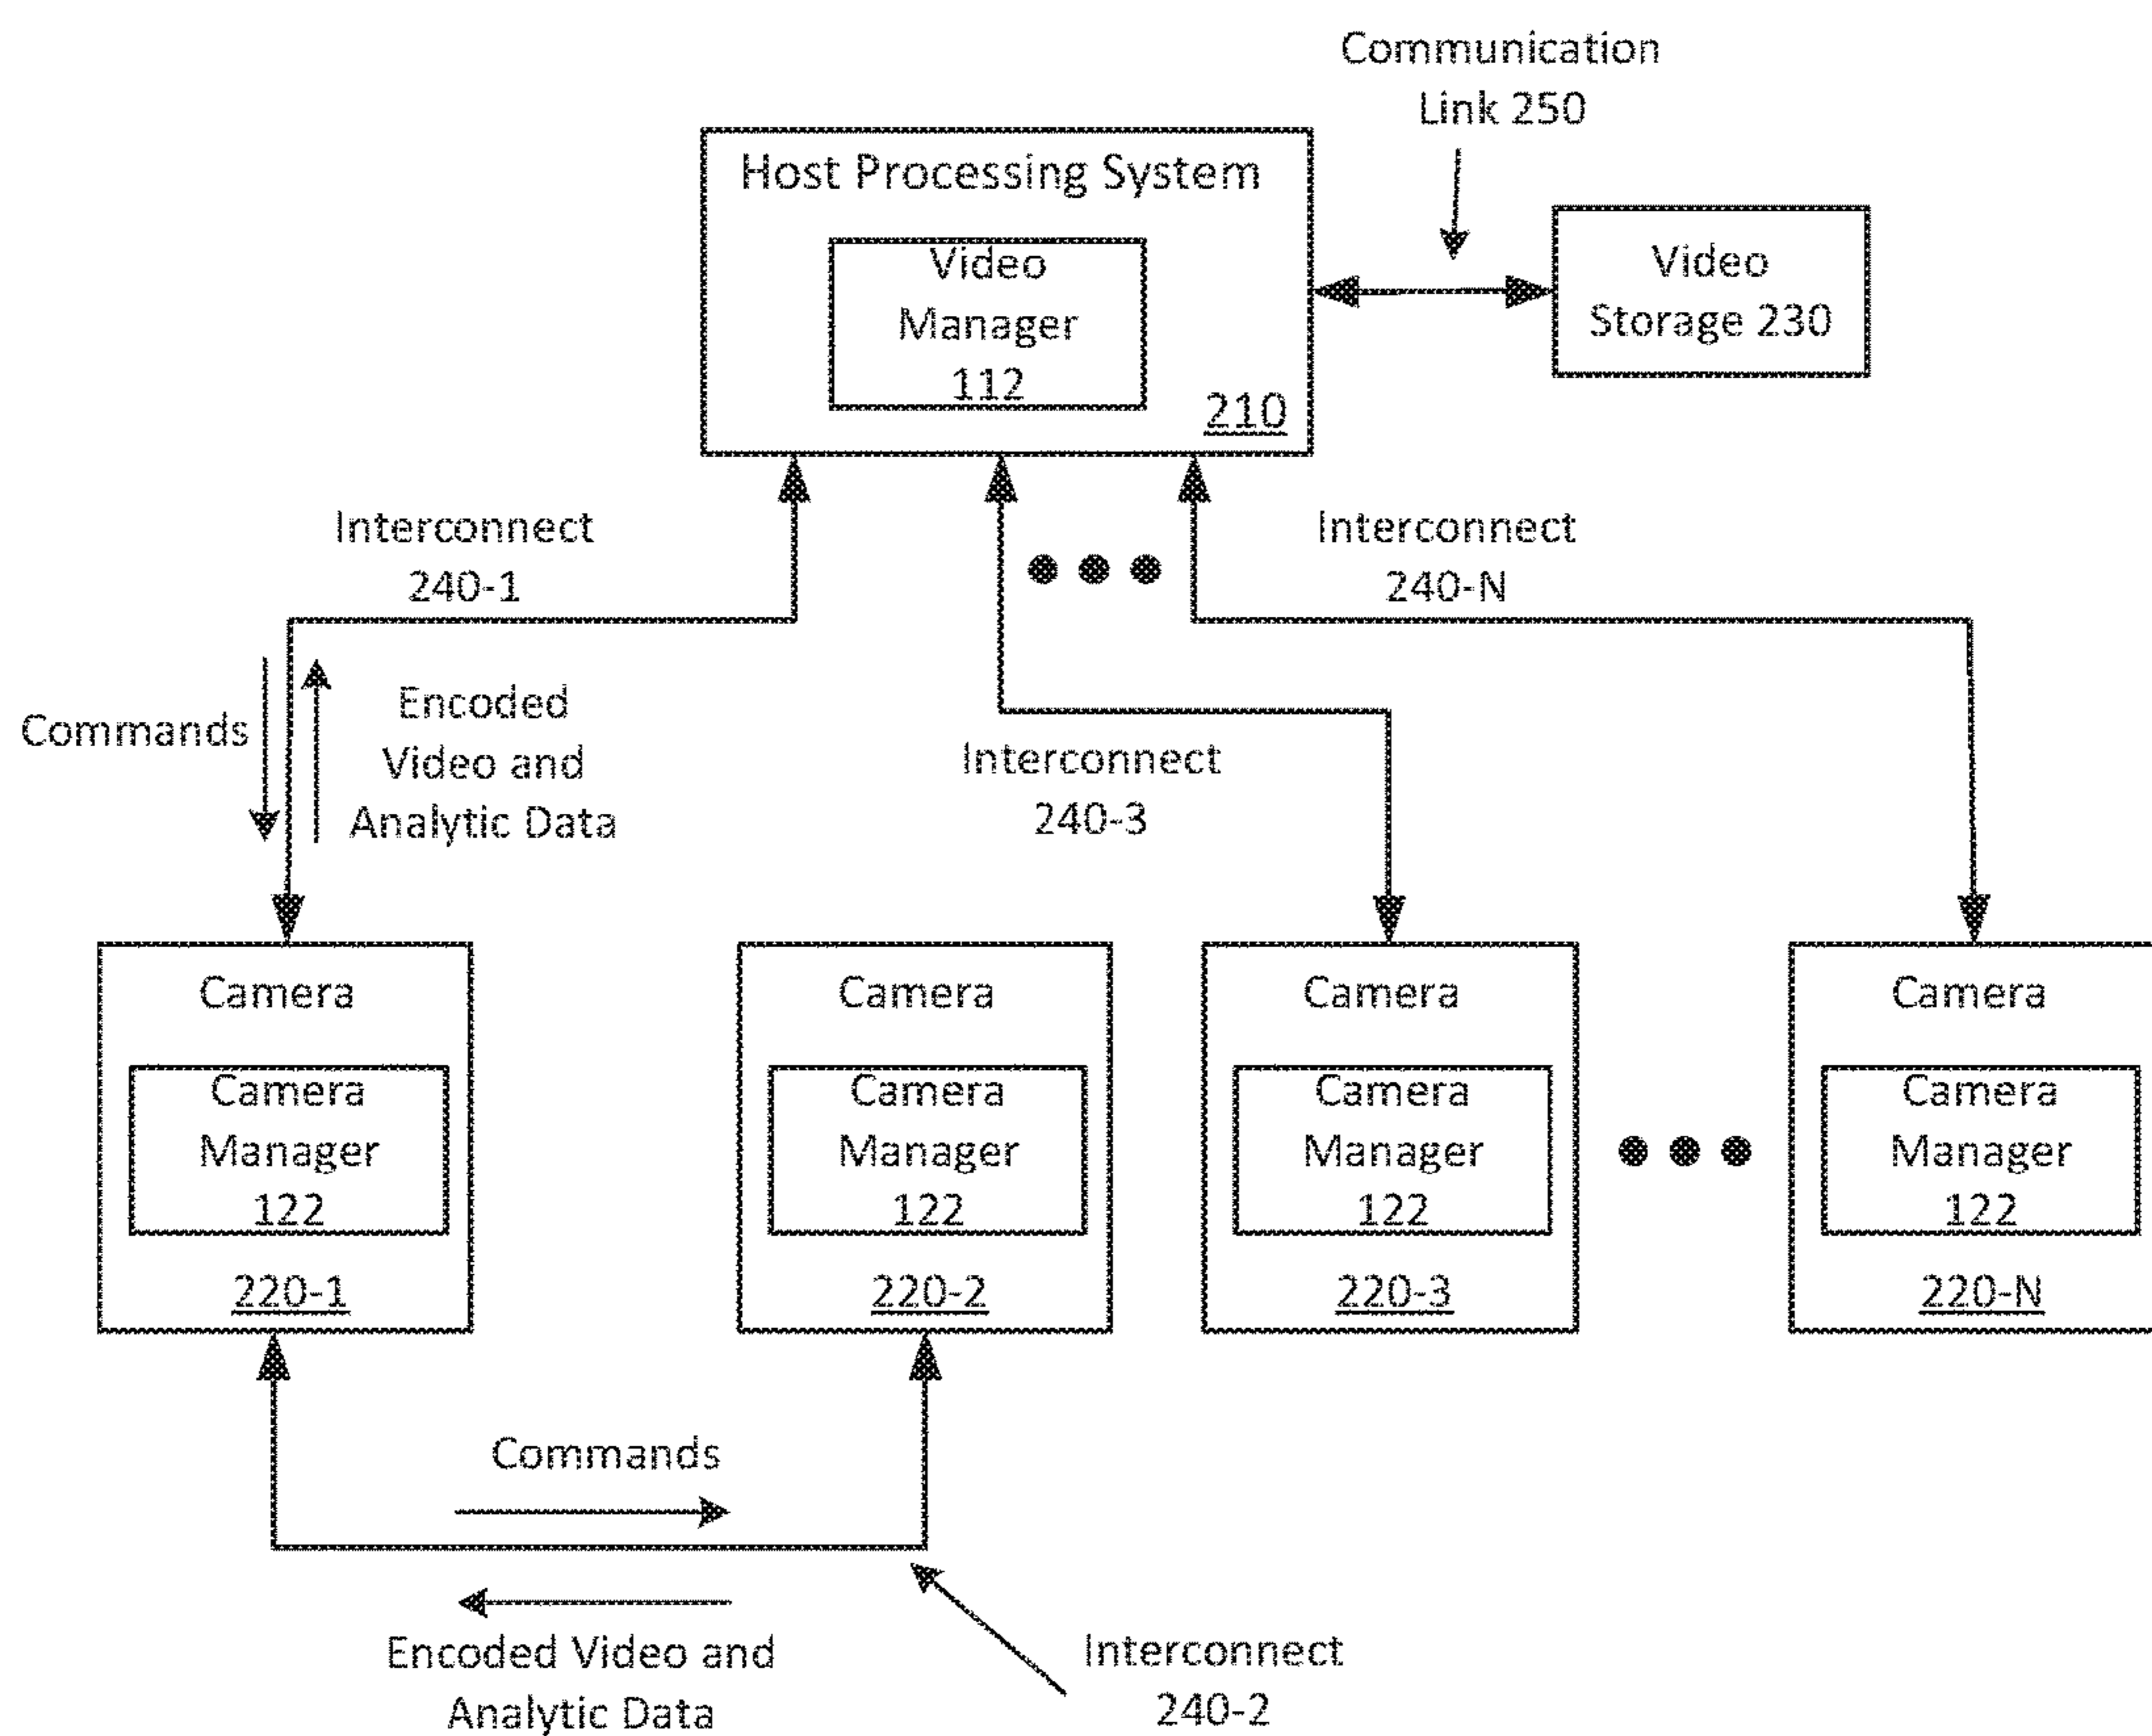 Communication
Link 250
Host Processing System
Video
Manager
112
210
Video
Storage 230
Interconnect
240-1
Interconnect
240-N
Commands
Encoded
Video and
Analytic Data
Interconnect
240-3
Camera
Camera
Manager
122
220-1
Camera
Camera
Manager
122
220-2
Camera
Camera
Manager
122
220-3
Camera
Camera
Manager
122
220-N
Commands
Encoded Video and
Analytic Data
Interconnect
240-2